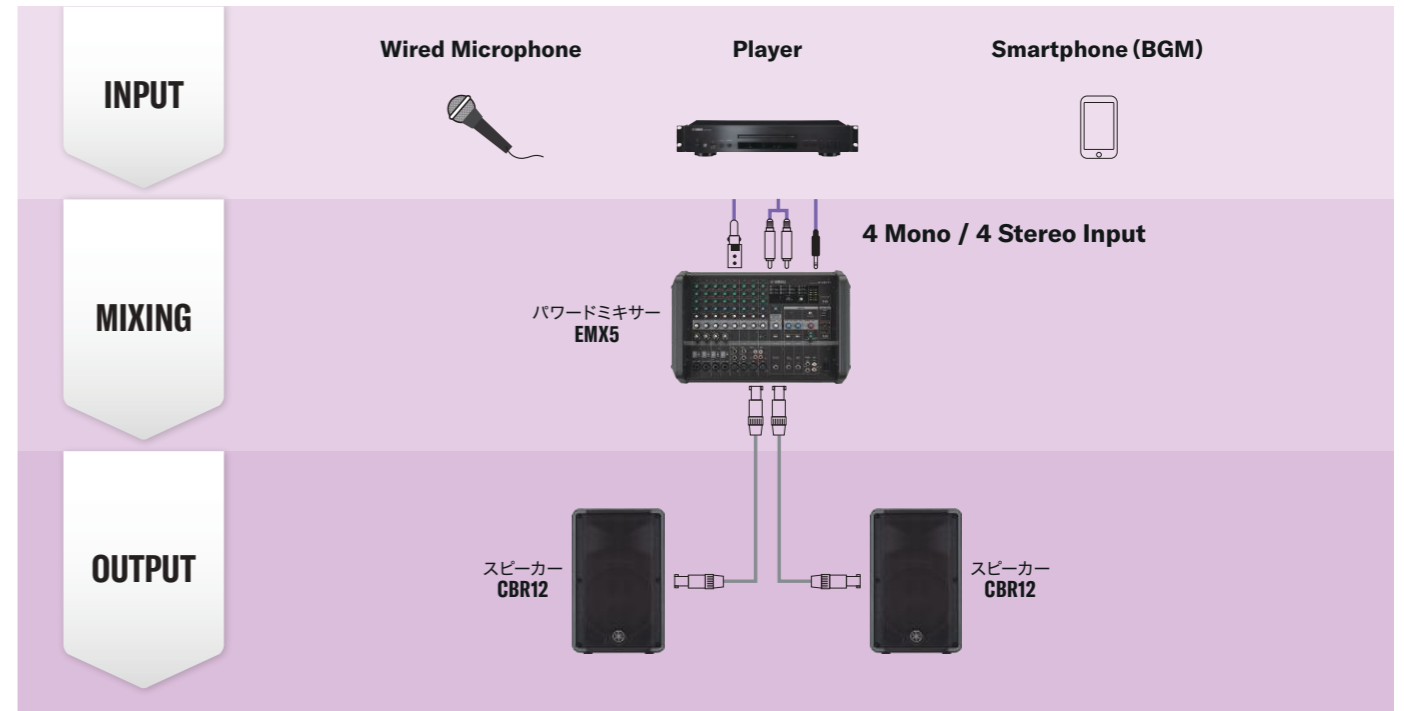 INPUT
Wired Microphone
Player
Smartphone (BGM)
MIXING
4 Mono / 4 Stereo Input
パワードミキサー
EMX5
OUTPUT
スピーカー
CBR12
スピーカー
CBR12